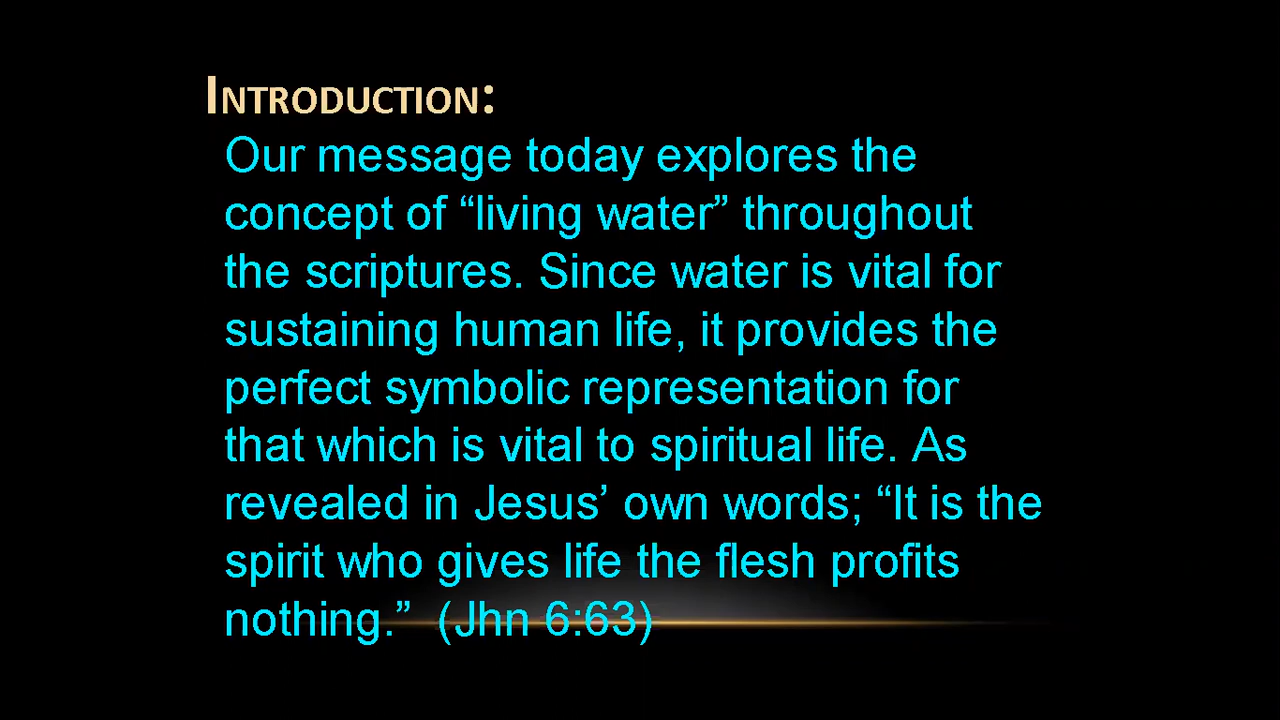 Introduction:
Our message today explores the
concept of “living water” throughout
the scriptures. Since water is vital for
sustaining human life, it provides the
perfect symbolic representation for
that which is vital to spiritual life. As
revealed in Jesus’ own words; “It is the
spirit who gives life the flesh profits
nothing.” (Jhn 6:63)